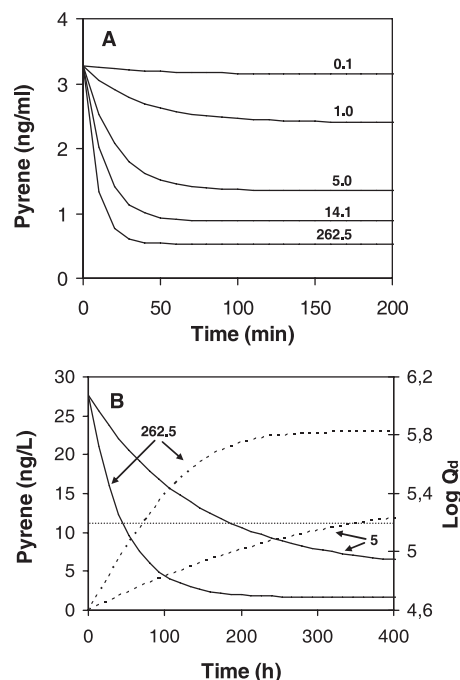 A
4
3
2
1
0
Pyrene (ng/ml)
0.1
1.0
5.0
14.1
262.5
0 50 100 150 200
Time (min)
B
30
25
20
15
10
5
0
Pyrene (ng/L)
262.5
5
6,2
5,8
5,4
5
4,6
Log Qd
0 100 200 300 400
Time (h)